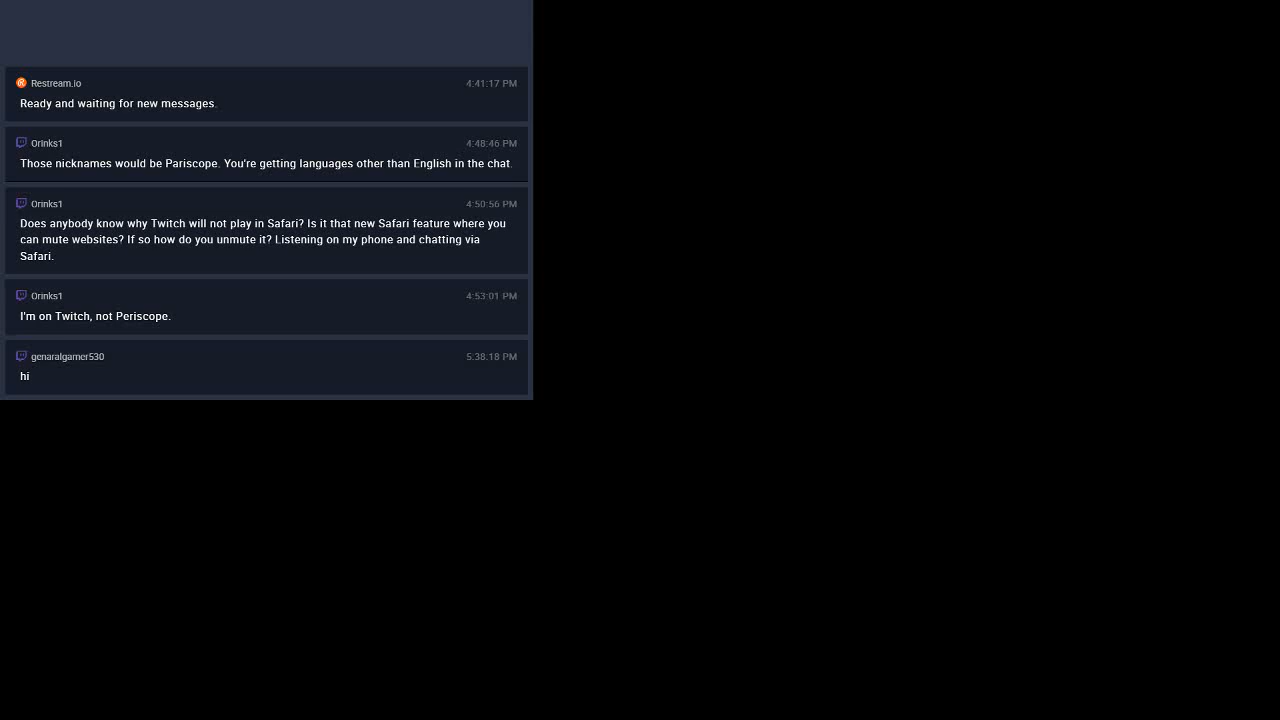 Restream.io 4:41:17 PM
Ready and waiting for new messages.
Orinks1 4:48:46 PM
Those nicknames would be Pariscope. You're getting languages other than English in the chat.
Orinks1 4:50:56 PM
Does anybody know why Twitch will not play in Safari? Is it that new Safari feature where you
can mute websites? If so how do you unmute it? Listening on my phone and chatting via
Safari.
Orinks1 4:53:01 PM
I'm on Twitch, not Periscope.
genaralgamer530 5:38:18 PM
hi